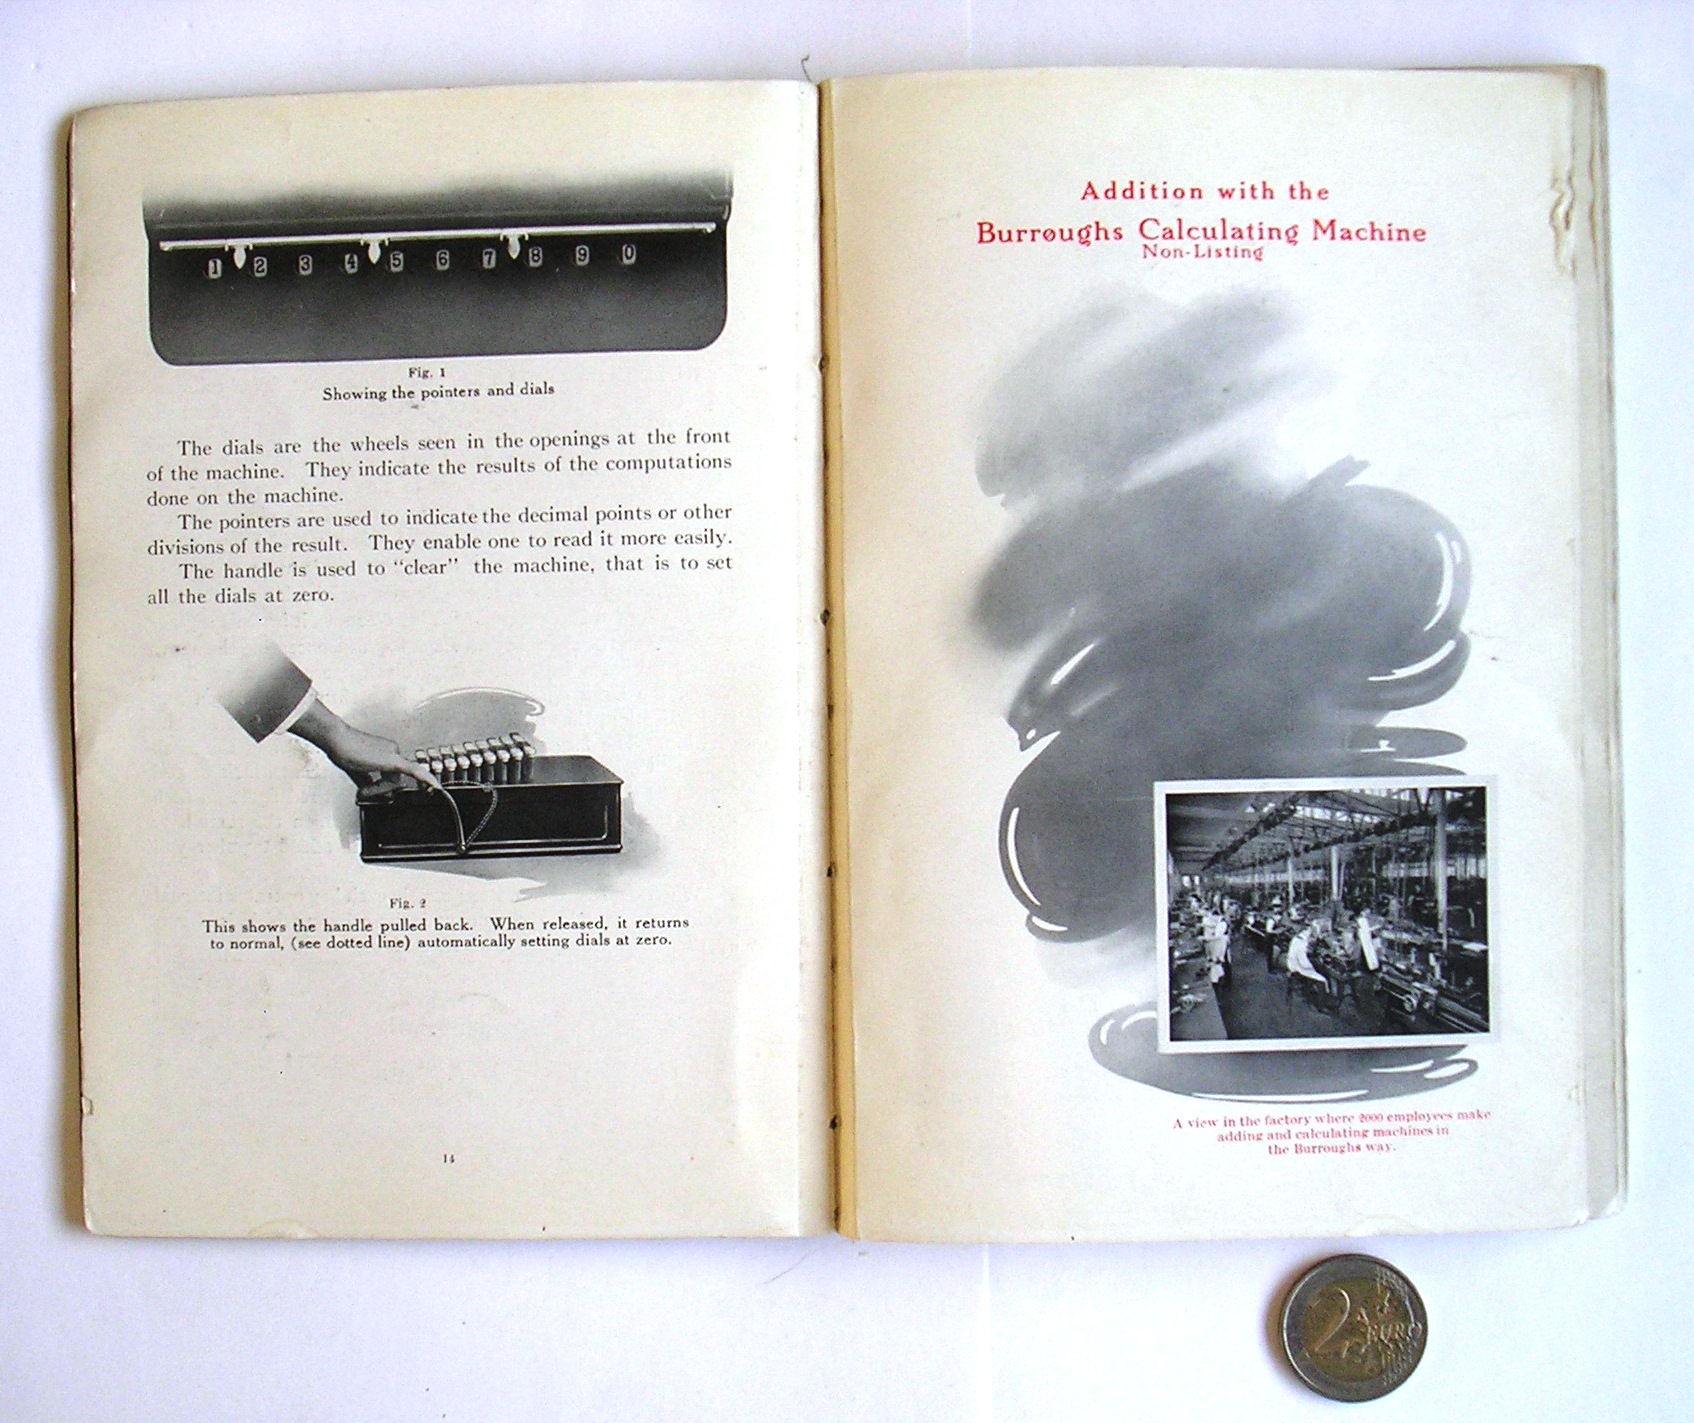 1 2 3 4 5 6 7 8 9 0
Fig. 1
Showing the pointers and dials
The dials are the wheels seen in the openings at the front
of the machine. They indicate the results of the computations
done on the machine.
The pointers are used to indicate the decimal points or other
divisions of the result. They enable one to read it more easily.
The handle is used to “clear” the machine, that is to set
all the dials at zero.
Fig. 2
This shows the handle pulled back. When released, it returns
to normal, (see dotted line) automatically setting dials at zero.
14
Addition with the
Burroughs Calculating Machine
Non-Listing
A view in the factory where 2000 employees make
adding and calculating machines in
the Burroughs way.
2 EURO